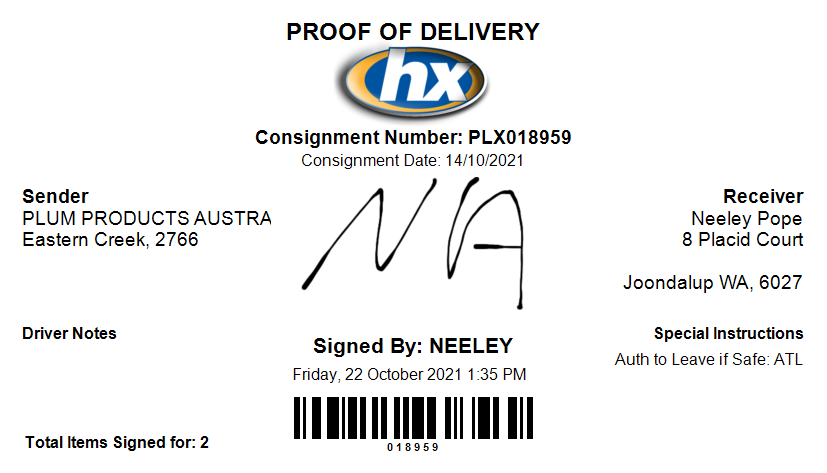 PROOF OF DELIVERY
hx
Consignment Number: PLX018959
Consignment Date: 14/10/2021
Sender
PLUM PRODUCTS AUSTRA
Eastern Creek, 2766
Receiver
Neeley Pope
8 Placid Court
Joondalup WA, 6027
NA
Driver Notes
Signed By: NEELEY
Friday, 22 October 2021 1:35 PM
Special Instructions
Auth to Leave if Safe: ATL
018959
Total Items Signed for: 2